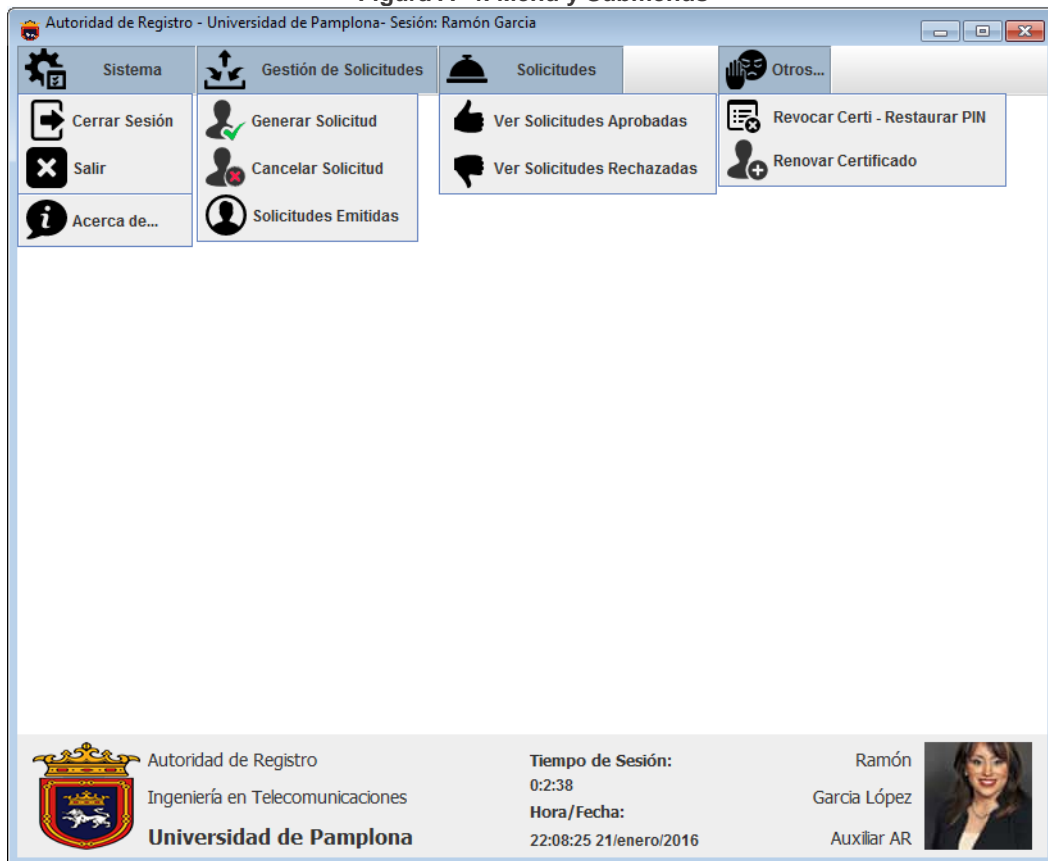 Autoridad de Registro - Universidad de Pamplona- Sesión: Ramón Garcia
Sistema
Gestión de Solicitudes
Solicitudes
Otros...
Cerrar Sesión
Salir
Acerca de...
Generar Solicitud
Cancelar Solicitud
Solicitudes Emitidas
Ver Solicitudes Aprobadas
Ver Solicitudes Rechazadas
Revocar Certi - Restaurar PIN
Renovar Certificado
Autoridad de Registro
Ingeniería en Telecomunicaciones
Universidad de Pamplona
Tiempo de Sesión:
0:2:38
Hora/Fecha:
22:08:25 21/enero/2016
Ramón
Garcia López
Auxiliar AR